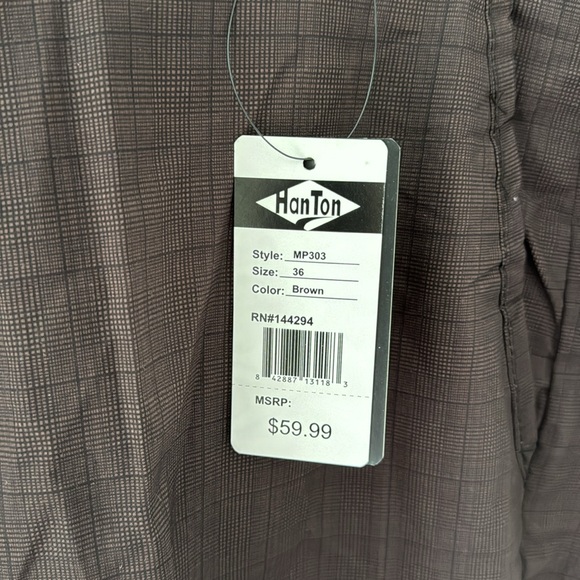 HanTon
Style: MP303
Size: 36
Color: Brown
RN#144294
8 42887 13118 3
MSRP:
$59.99